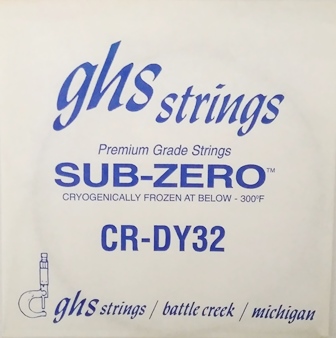 ghs strings
Premium Grade Strings
SUB-ZERO™
CRYOGENICALLY FROZEN AT BELOW - 300°F
CR-DY32
ghs strings / battle creek / michigan